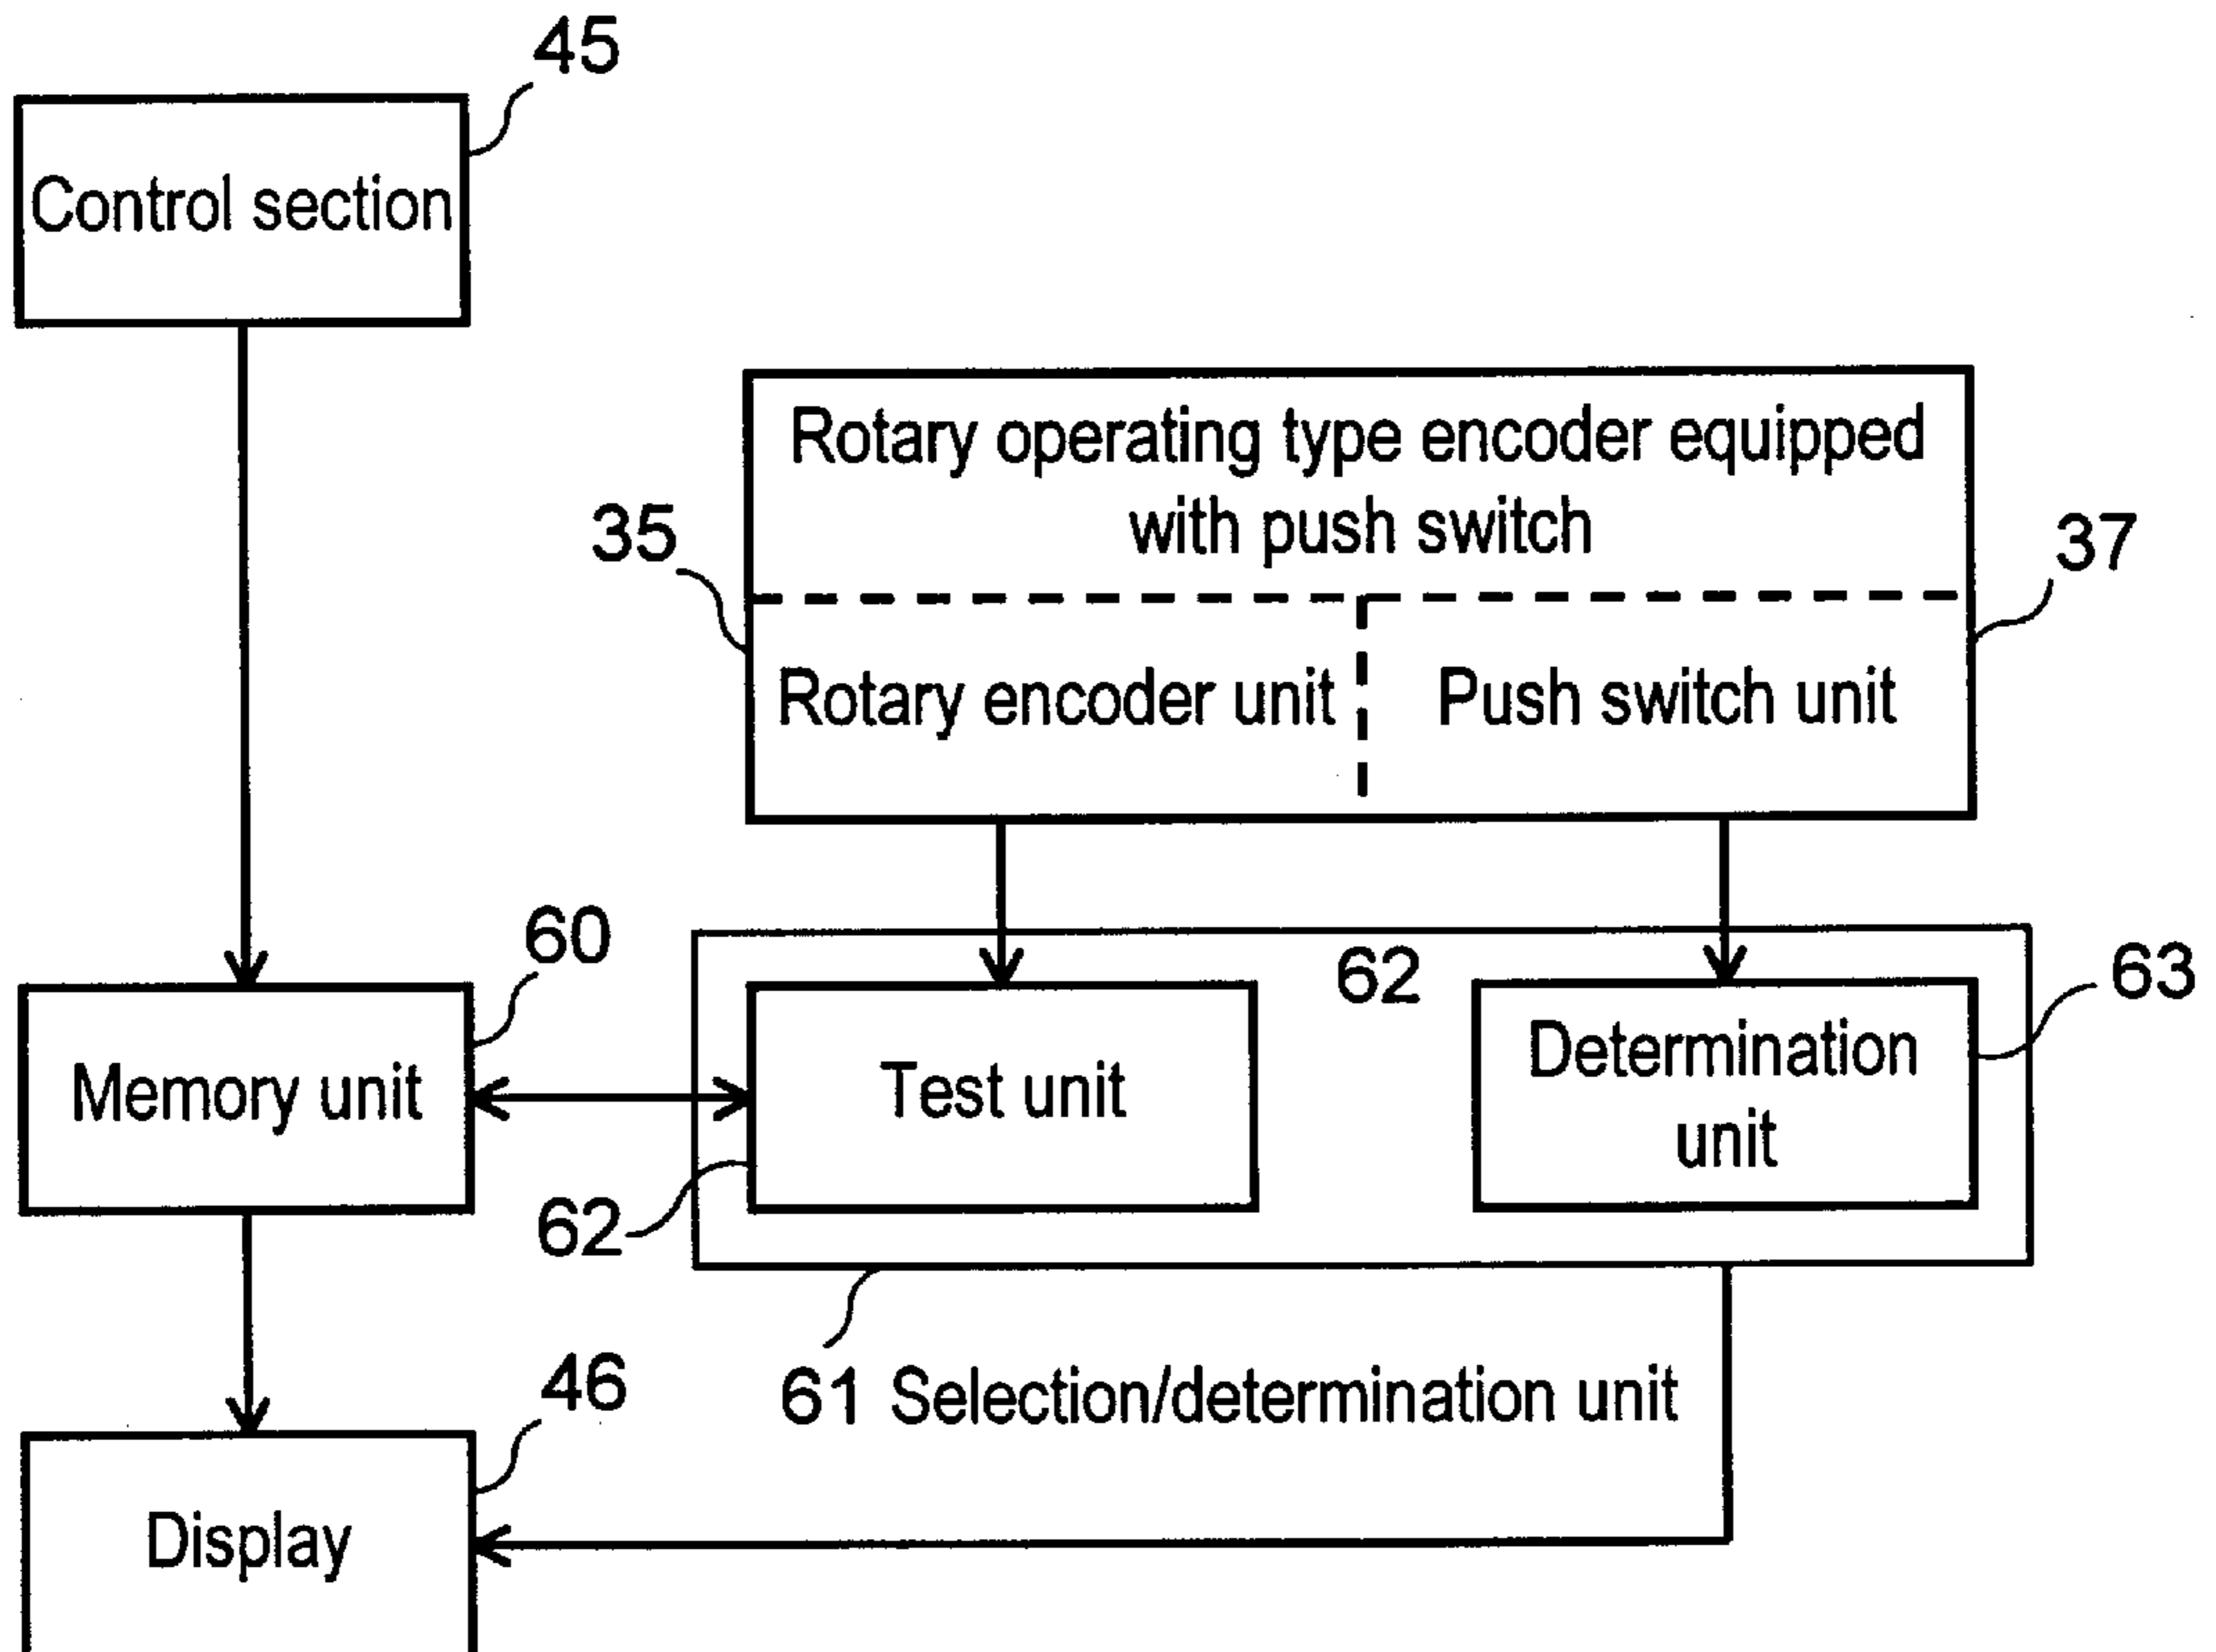 45
Control section
Rotary operating type encoder equipped
with push switch
35
37
Rotary encoder unit
Push switch unit
60
62
63
Memory unit
Test unit
Determination
unit
62
61 Selection/determination unit
46
Display